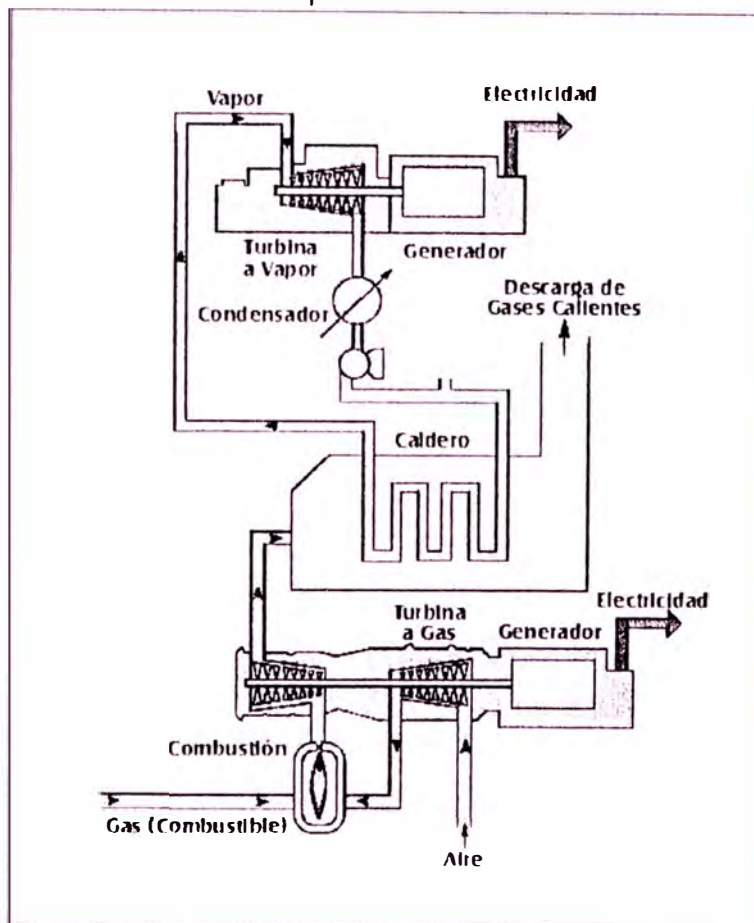 Vapor
Electricidad
Turbina
a Vapor
Generador
Condensador
Descarga de
Gases Calientes
Caldero
Turbina
a Gas
Generador
Electricidad
Combustión
Gas (Combustible)
Aire